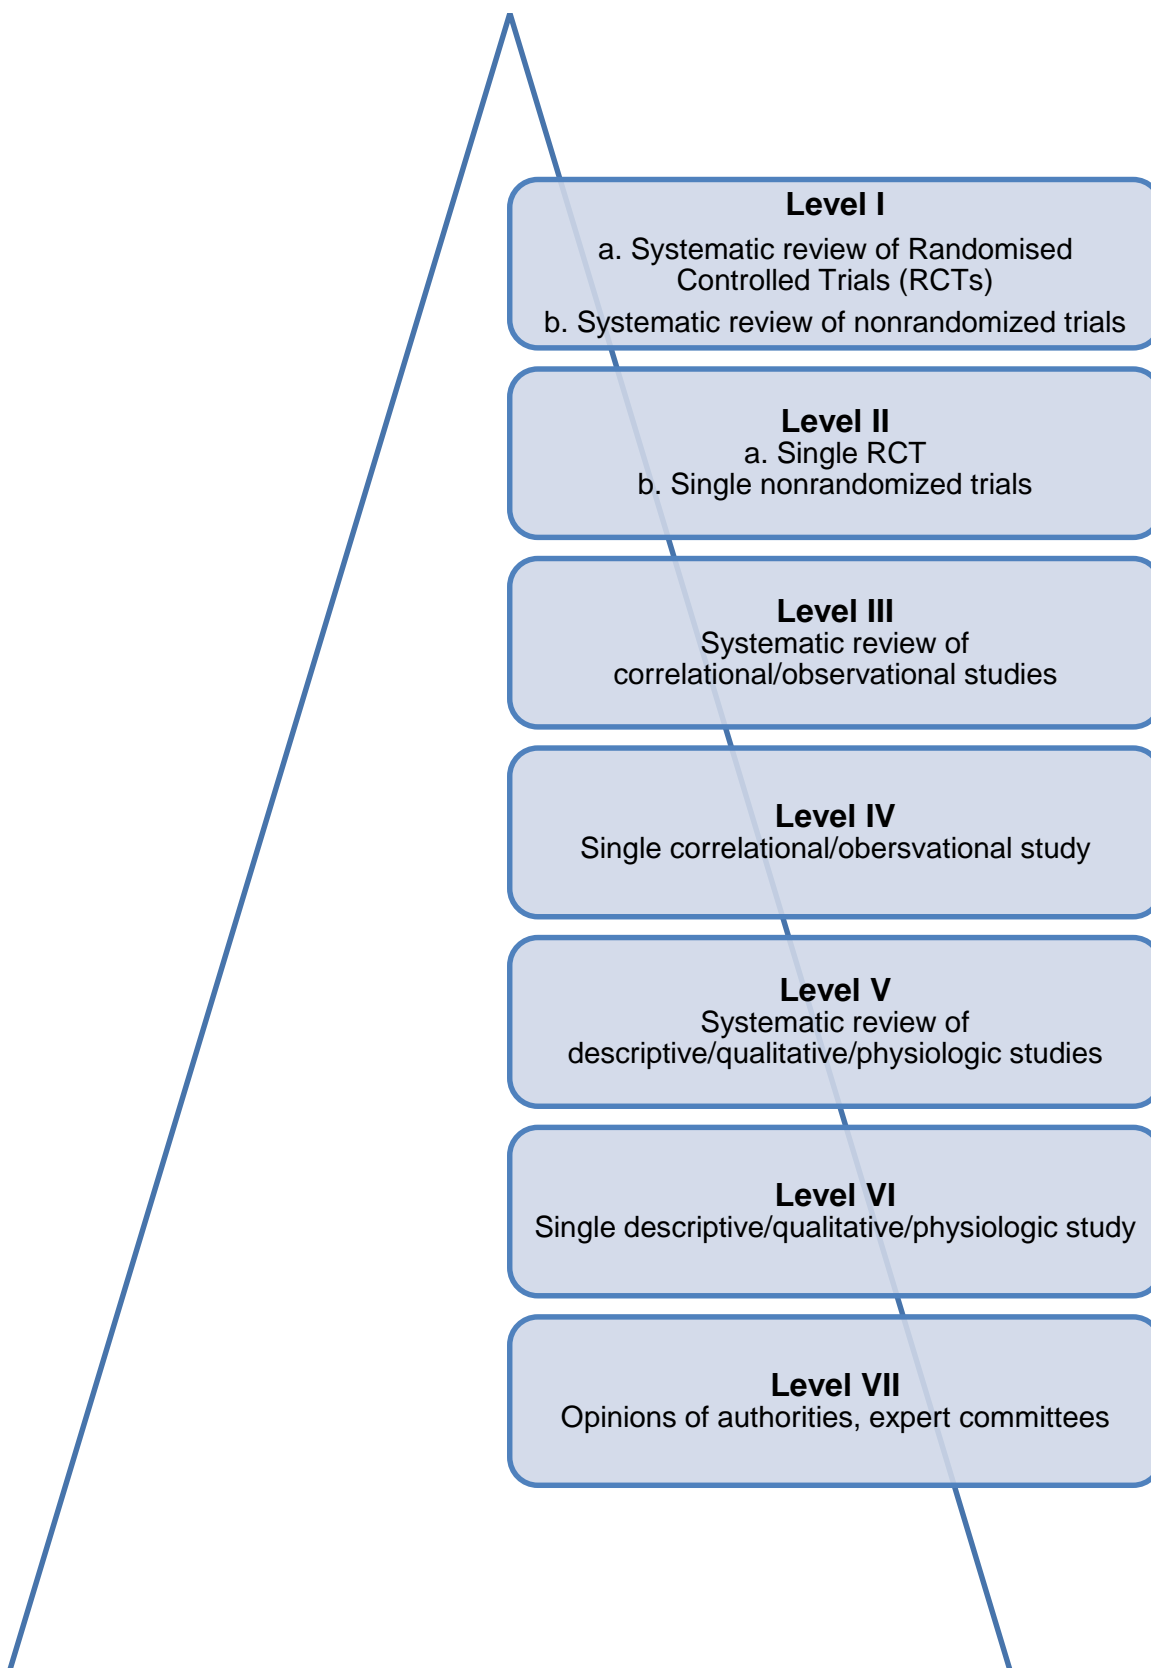 Level I
a. Systematic review of Randomised
Controlled Trials (RCTs)
b. Systematic review of nonrandomized trials
Level II
a. Single RCT
b. Single nonrandomized trials
Level III
Systematic review of
correlational/observational studies
Level IV
Single correlational/obersvational study
Level V
Systematic review of
descriptive/qualitative/physiologic studies
Level VI
Single descriptive/qualitative/physiologic study
Level VII
Opinions of authorities, expert committees